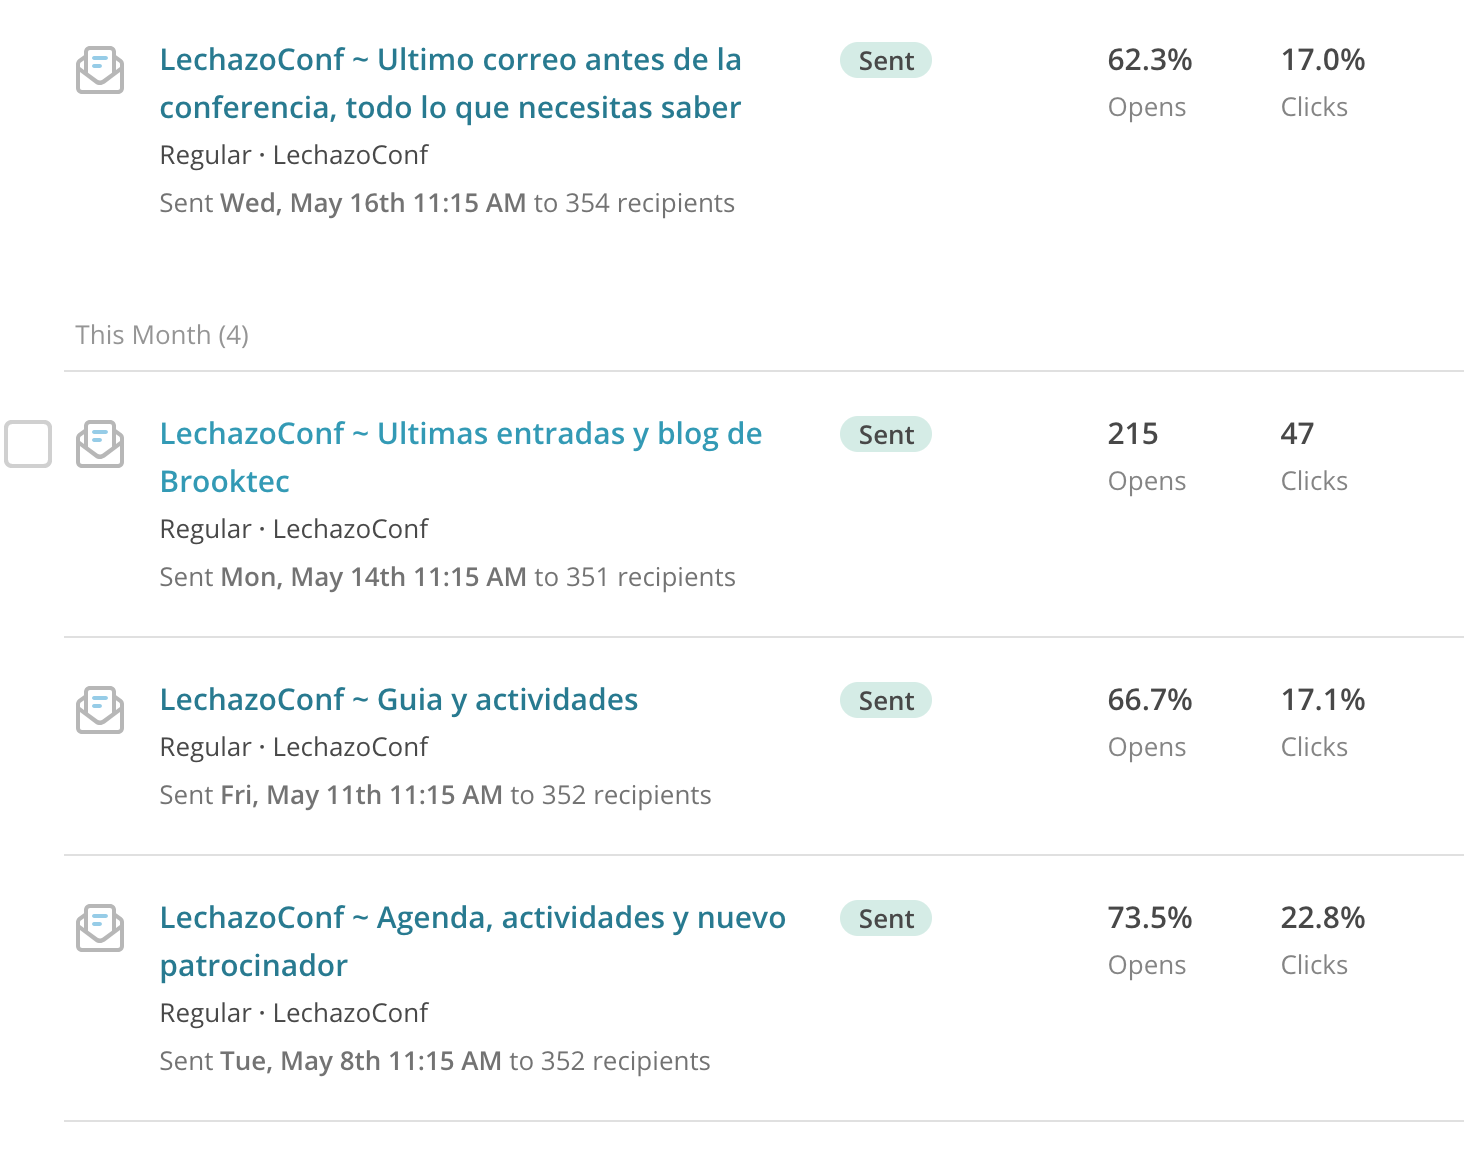 LechazoConf ~ Ultimo correo antes de la
conferencia, todo lo que necesitas saber
Regular · LechazoConf
Sent Wed, May 16th 11:15 AM to 354 recipients
Sent
62.3%
Opens
17.0%
Clicks
This Month (4)
LechazoConf ~ Ultimas entradas y blog de
Brooktec
Regular · LechazoConf
Sent Mon, May 14th 11:15 AM to 351 recipients
Sent
215
Opens
47
Clicks
LechazoConf ~ Guia y actividades
Regular · LechazoConf
Sent Fri, May 11th 11:15 AM to 352 recipients
Sent
66.7%
Opens
17.1%
Clicks
LechazoConf ~ Agenda, actividades y nuevo
patrocinador
Regular · LechazoConf
Sent Tue, May 8th 11:15 AM to 352 recipients
Sent
73.5%
Opens
22.8%
Clicks